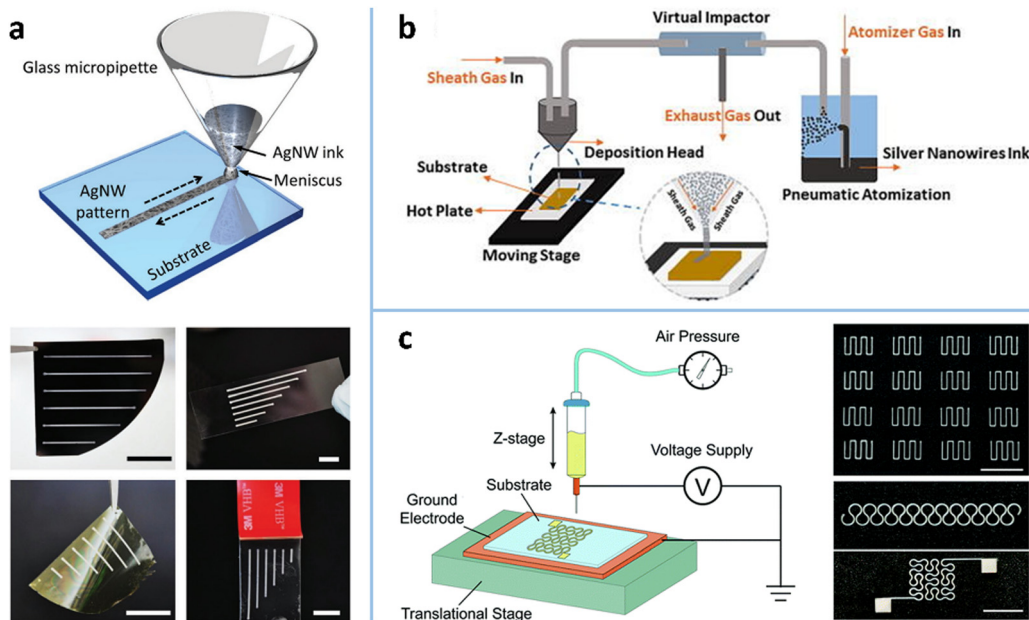 a
Glass micropipette
AgNW ink
Meniscus
AgNW
pattern
Substrate
3M VHB™
3M VHB
b
Virtual Impactor
Atomizer Gas In
Sheath Gas In
Exhaust Gas Out
Deposition Head
Silver Nanowires Ink
Substrate
Pneumatic Atomization
Hot Plate
Sheath Gas
Sheath Gas
Moving Stage
c
Air Pressure
Z-stage
Voltage Supply
V
Substrate
Ground
Electrode
Translational Stage